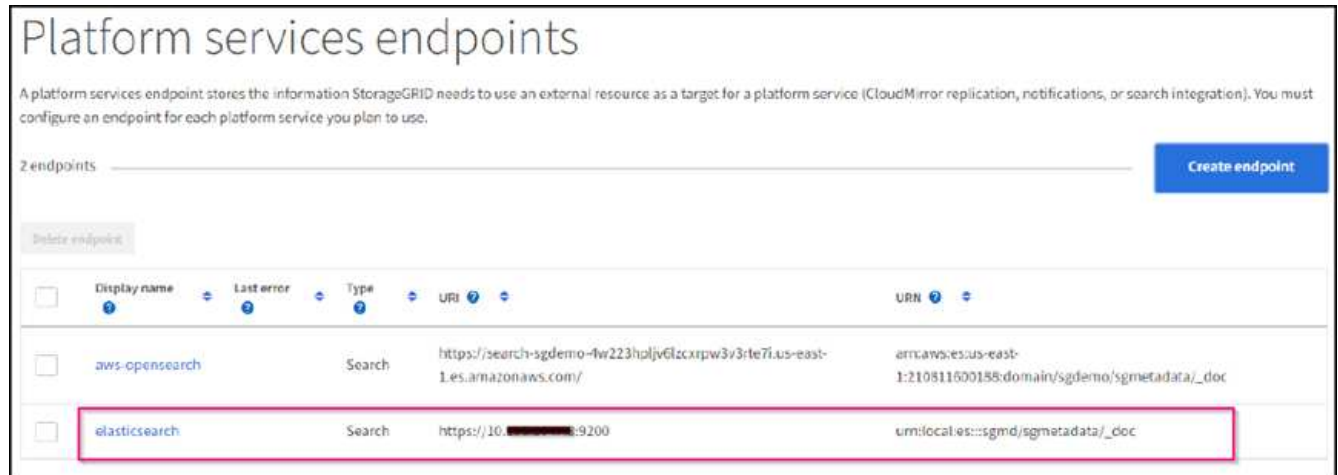 Platform services endpoints
A platform services endpoint stores the information StorageGRID needs to use an external resource as a target for a platform service (CloudMirror replication, notifications, or search integration). You must
configure an endpoint for each platform service you plan to use.
2 endpoints
Create endpoint
Delete endpoint
Display name Last error Type URI URN
aws-opensearch Search https://search-sgdemo-4w223hpljv6lzcxrpw3v3rte7i.us-east-
1.es.amazonaws.com/
arn:aws:es:us-east-
1:210811600188:domain/sgdemo/sgmetadata/_doc
elasticsearch Search https://10. :9200 urn:local:es:::sgmd/sgmetadata/_doc